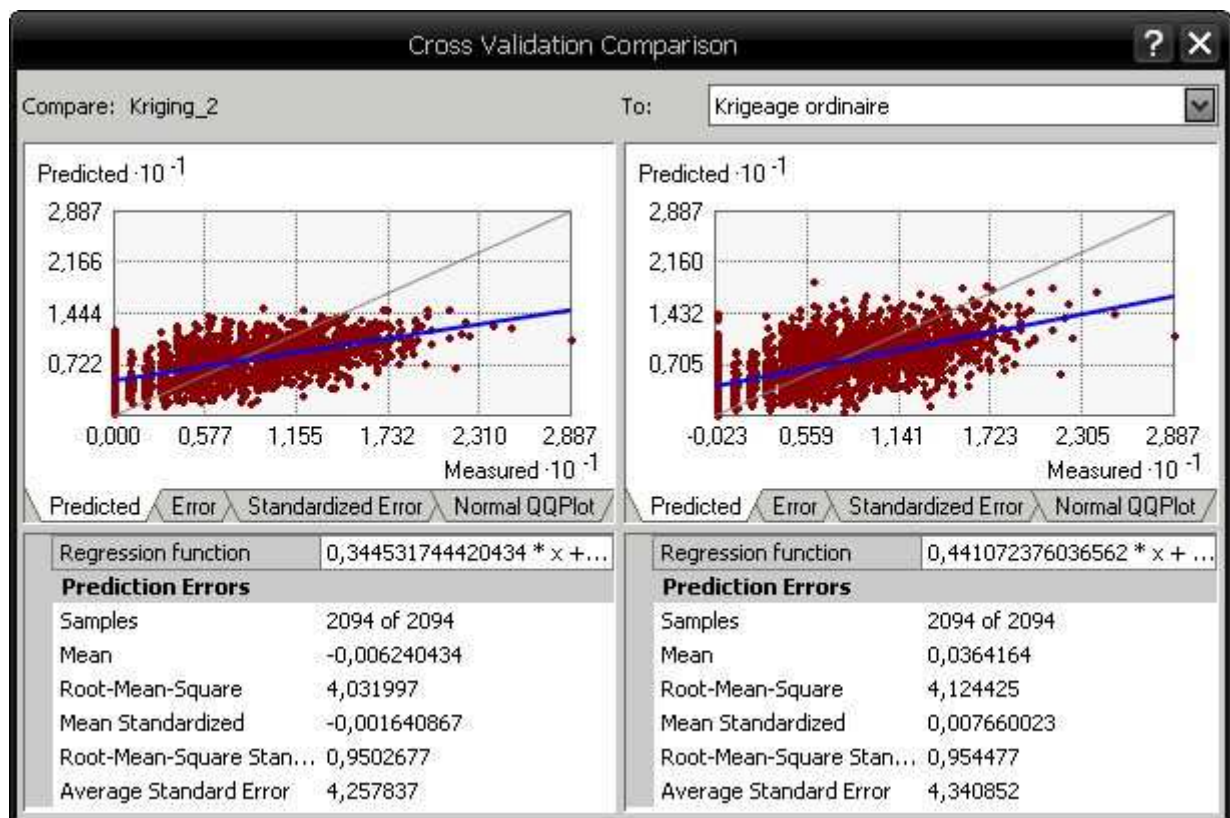 Cross Validation Comparison
? X
Compare: Kriging_2
To: Krigeage ordinaire
Predicted ·10 -1
2,887
2,166
1,444
0,722
0,000 0,577 1,155 1,732 2,310 2,887
Measured ·10 -1
Predicted Error Standardized Error Normal QQPlot
Regression function 0,344531744420434 * x +...
Prediction Errors
Samples 2094 of 2094
Mean -0,006240434
Root-Mean-Square 4,031997
Mean Standardized -0,001640867
Root-Mean-Square Stan... 0,9502677
Average Standard Error 4,257837
Predicted ·10 -1
2,887
2,160
1,432
0,705
-0,023 0,559 1,141 1,723 2,305 2,887
Measured ·10 -1
Predicted Error Standardized Error Normal QQPlot
Regression function 0,441072376036562 * x + ...
Prediction Errors
Samples 2094 of 2094
Mean 0,0364164
Root-Mean-Square 4,124425
Mean Standardized 0,007660023
Root-Mean-Square Stan... 0,954477
Average Standard Error 4,340852